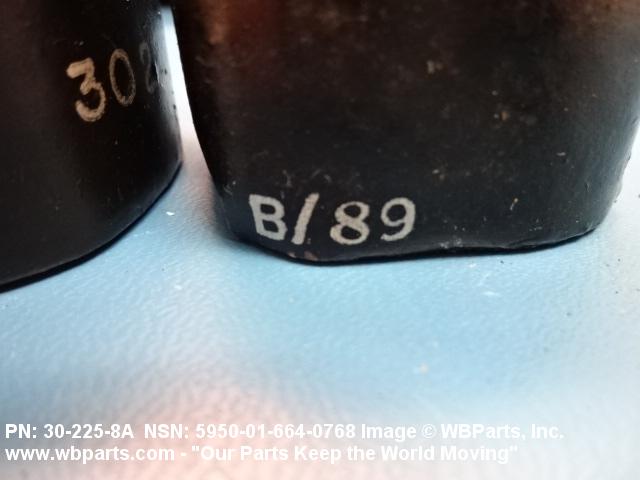 302
B/89
PN: 30-225-8A NSN: 5950-01-664-0768 Image © WBParts, Inc.
www.wbparts.com - "Our Parts Keep the World Moving"